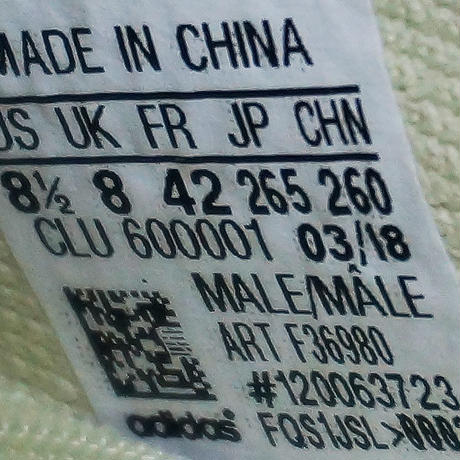 MADE IN CHINA
US UK FR JP CHN
8½ 8 42 265 260
CLU 600001 03/18
MALE/MÂLE
ART F36980
#120063723
adidas FQS1JSL>000